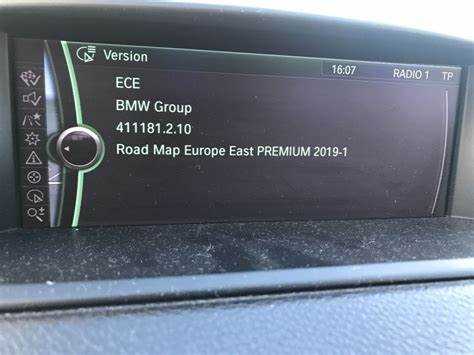 Version
16:07 RADIO 1 TP
ECE
BMW Group
411181.2.10
Road Map Europe East PREMIUM 2019-1